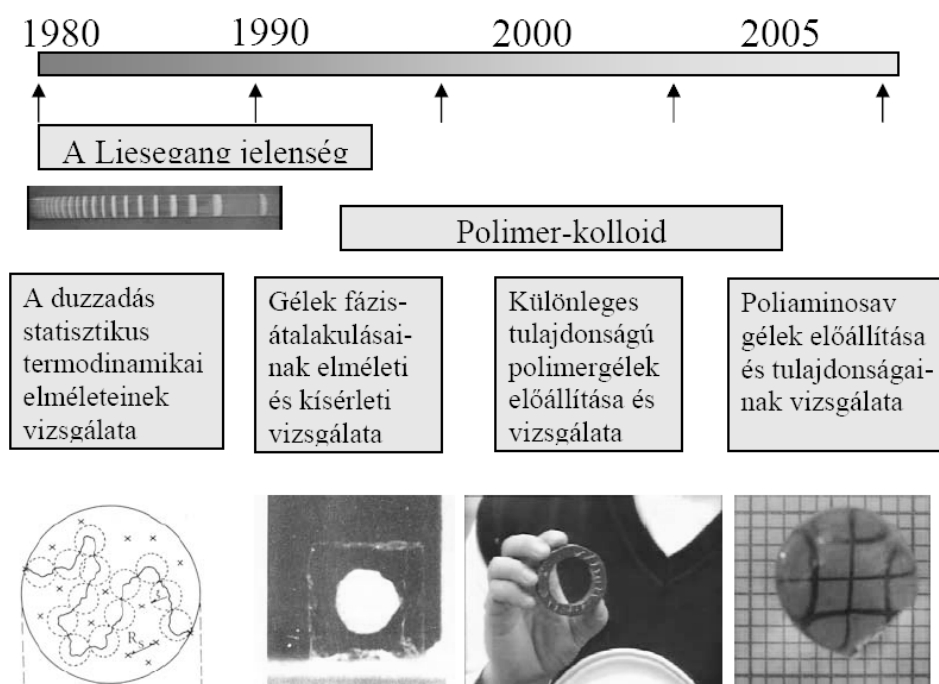 1980
1990
2000
2005
A Liesegang jelenség
Polimer-kolloid
A duzzadás
statisztikus
termodinamikai
elméleteinek
vizsgálata
Gélek fázis-
átalakulásai-
nak elméleti
és kísérleti
vizsgálata
Különleges
tulajdonságú
polimergélek
előállítása és
vizsgálata
Poliaminosav
gélek előállítása
és tulajdonságai-
nak vizsgálata
R_S